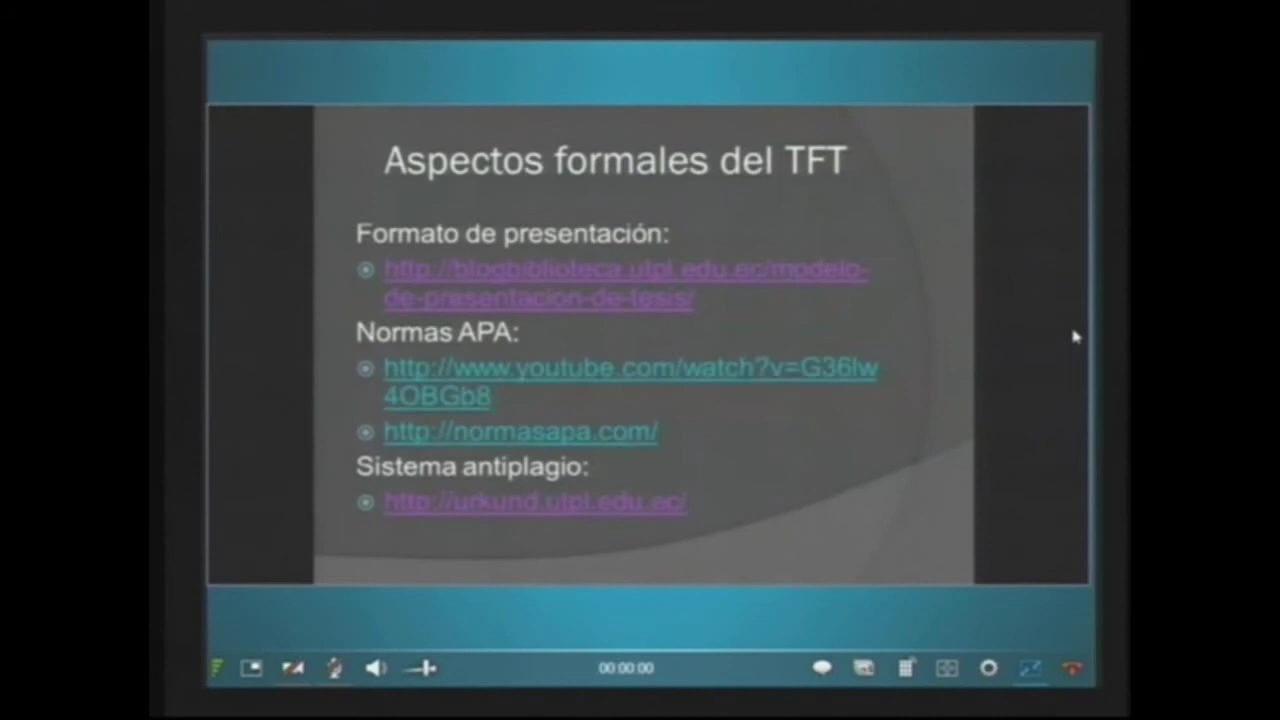 Aspectos formales del TFT
Formato de presentación:
http://blogbiblioteca.utpl.edu.ec/modelo-
de-presentacion-de-tesis/
Normas APA:
http://www.youtube.com/watch?v=G36lw
4OBGb8
http://normasapa.com/
Sistema antiplagio:
http://urkund.utpl.edu.ec/
00:00:00